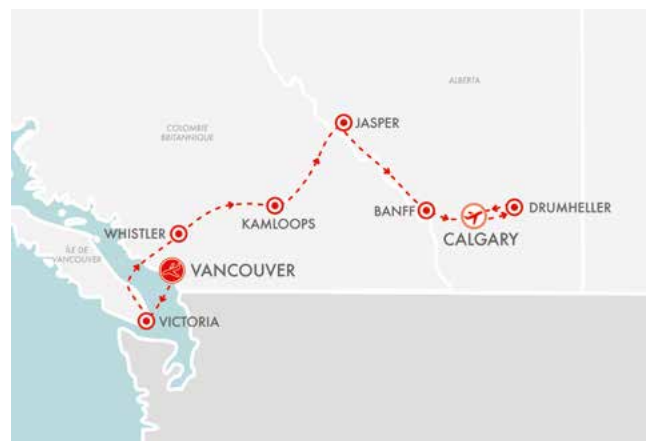 ALBERTA
JASPER
COLOMBIE
BRITANNIQUE
DRUMHELLER
BANFF
KAMLOOPS
WHISTLER
CALGARY
ÎLE DE
VANCOUVER
VANCOUVER
VICTORIA